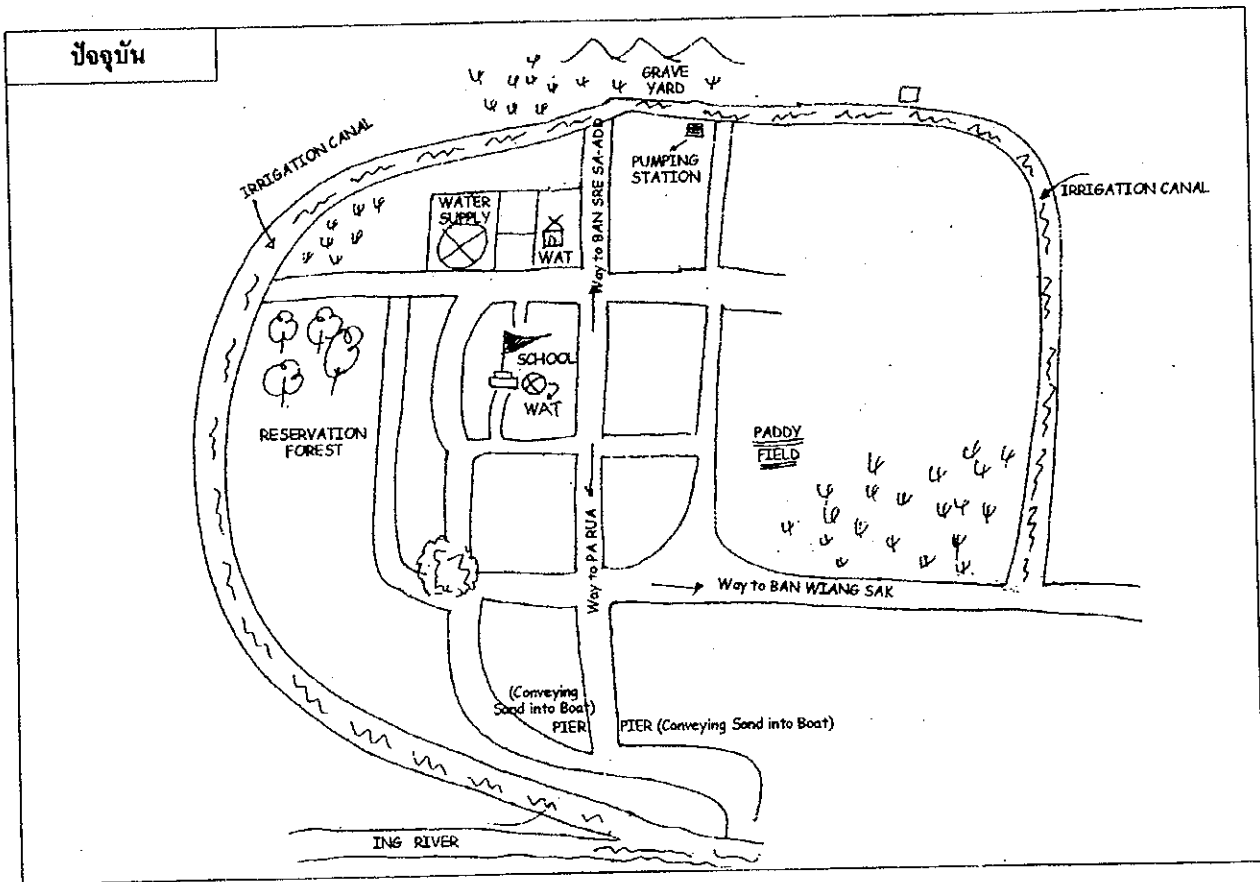 ปัจจุบัน
GRAVE
YARD
IRRIGATION CANAL
PUMPING
STATION
IRRIGATION CANAL
WATER
SUPPLY
WAT
Way to BAN SRE SA-ADD
SCHOOL
WAT
RESERVATION
FOREST
PADDY
FIELD
Way to PA RUA
Way to BAN WIANG SAK
(Conveying
Sand into Boat)
PIER
PIER (Conveying Sand into Boat)
ING RIVER